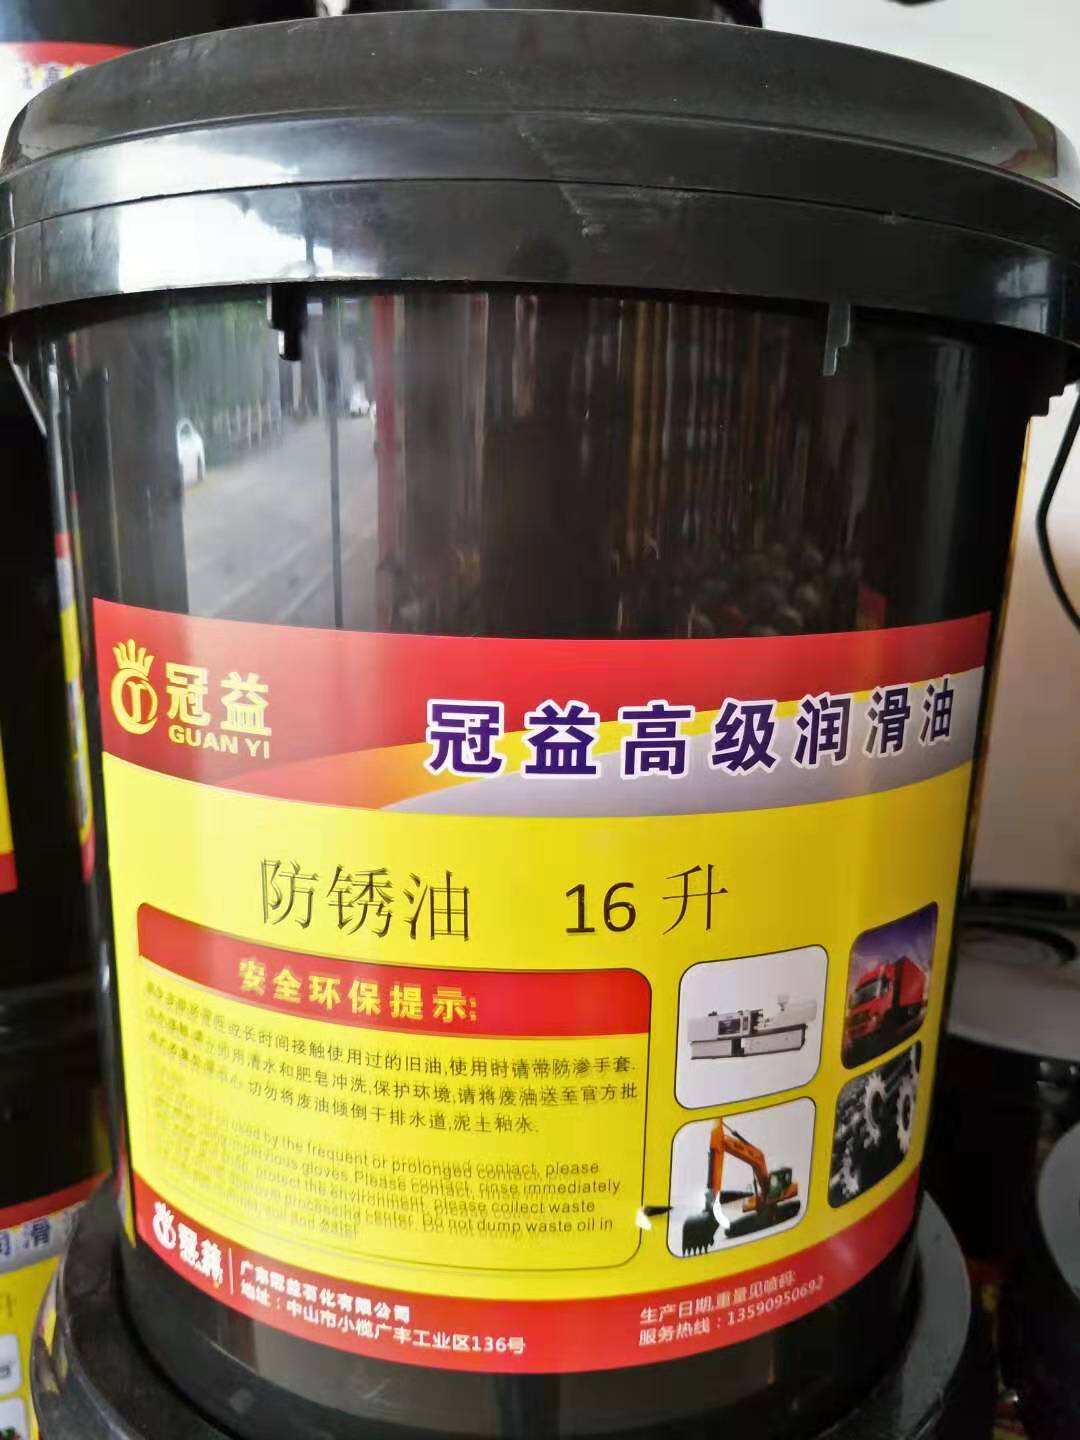 冠益
GUAN YI
冠益高级润滑油
防锈油 16升
安全环保提示:
或长时间接触使用过的旧油,使用时请带防渗手套.
用清水和肥皂冲洗,保护环境,请将废油送至官方批
切勿将废油倾倒于排水道,泥土和水.
used by the frequent or prolonged contact, please
impervious gloves. Please contact, rinse immediately
protect the environment, please collect waste
processing center. Do not dump waste oil in
冠益
广东冠益石化有限公司
地址:中山市小榄广丰工业区136号
生产日期,重量见喷码
服务热线:13590950692
润滑
升